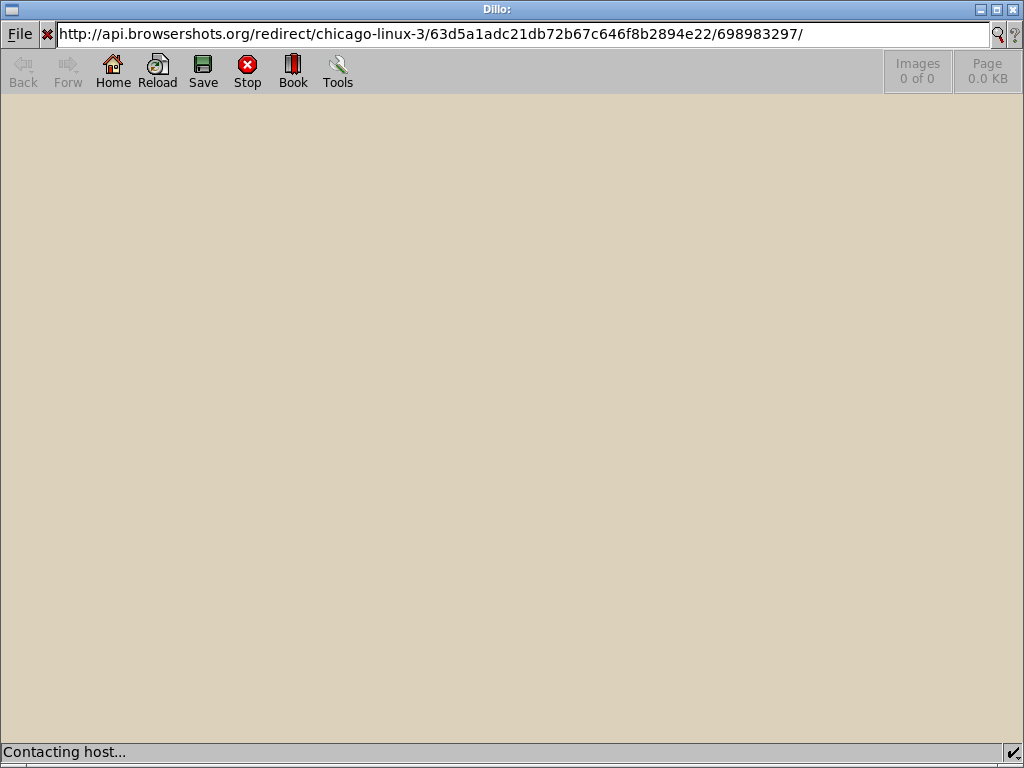 Dillo:
File http://api.browsershots.org/redirect/chicago-linux-3/63d5a1adc21db72b67c646f8b2894e22/698983297/ ?
Back Forw Home Reload Save Stop Book Tools Images Page
0 of 0 0.0 KB
Contacting host...